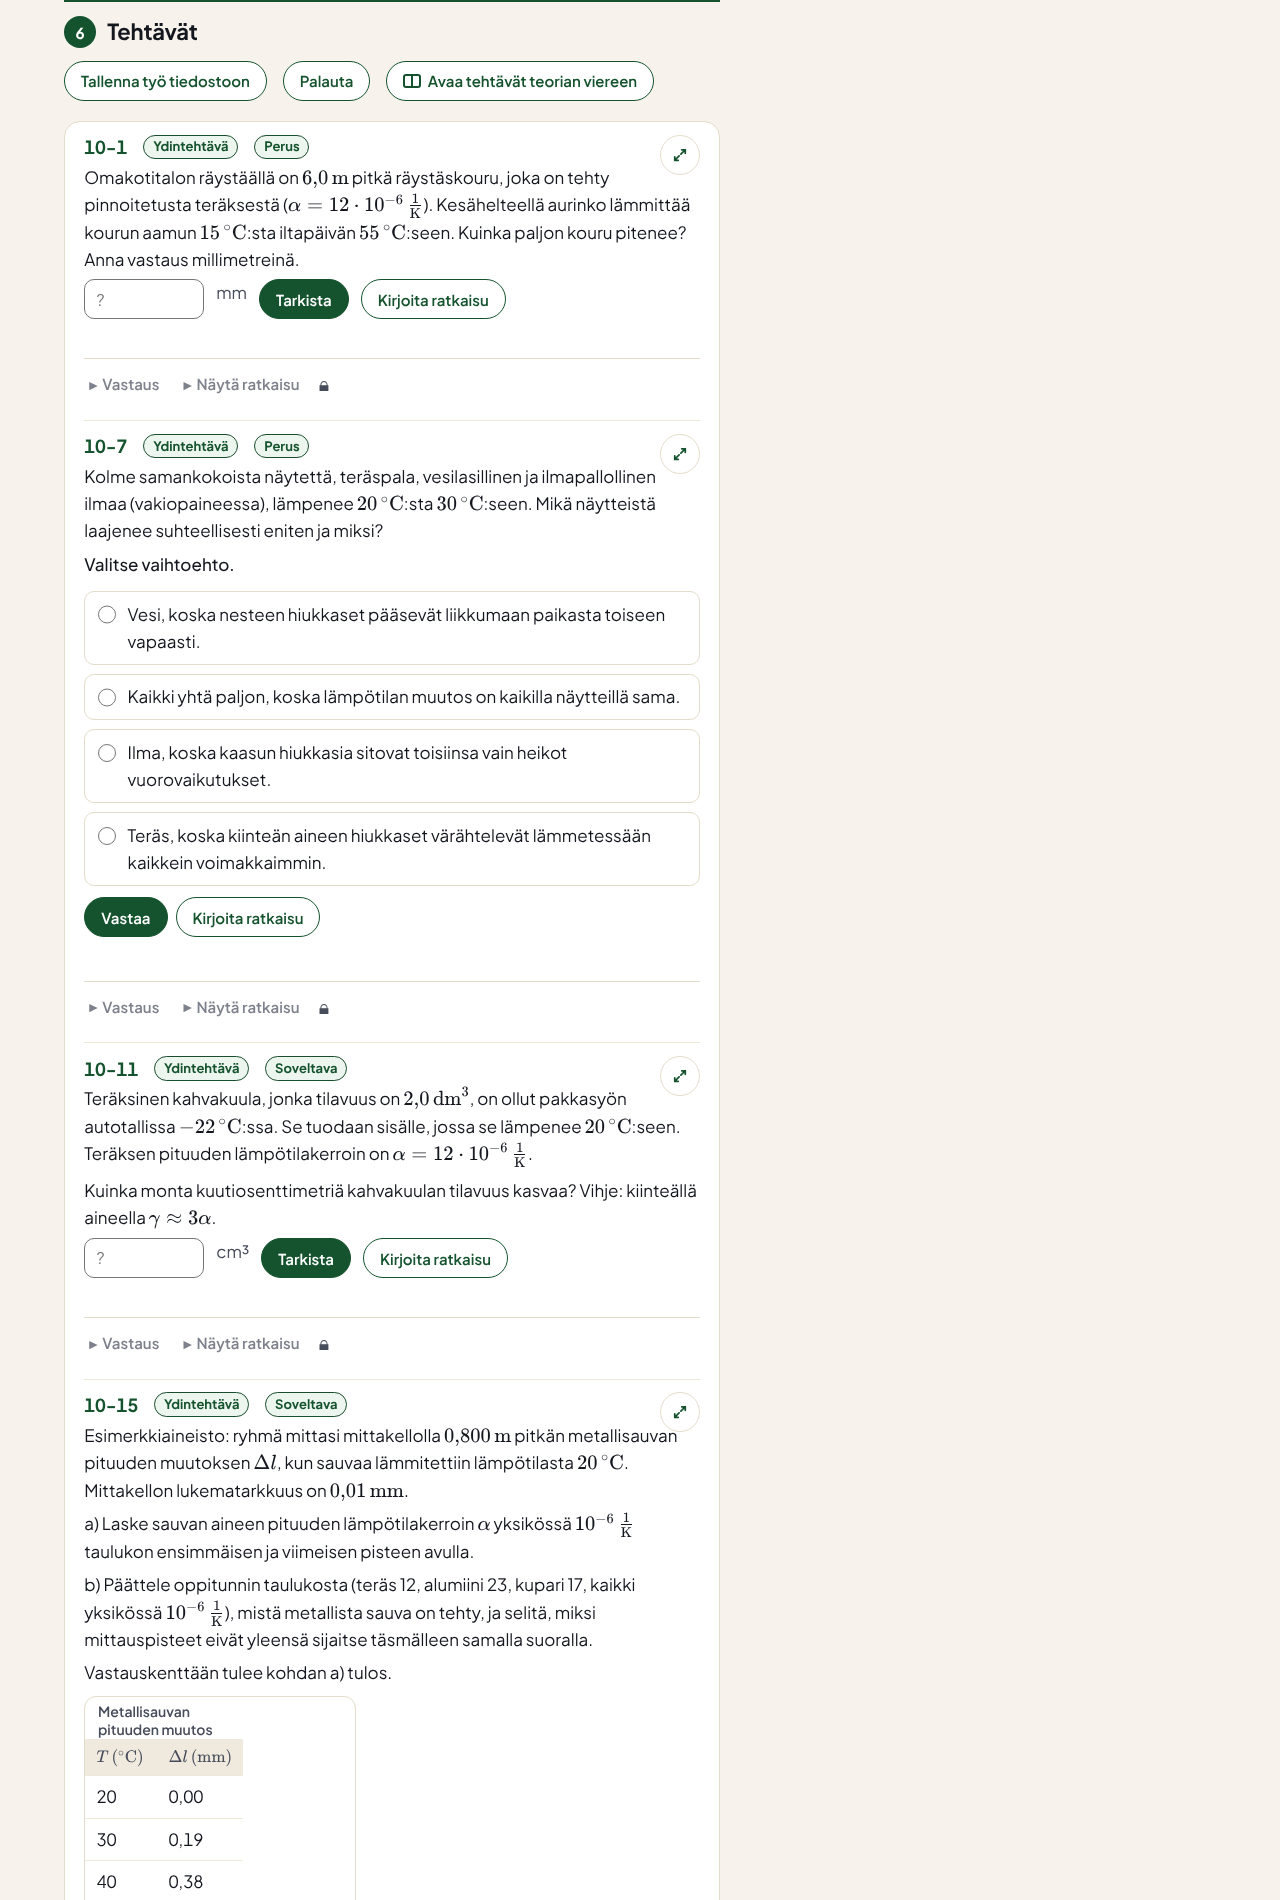 6 Tehtävät
Tallenna työ tiedostoon Palauta Avaa tehtävät teorian viereen
10-1 Ydintehtävä Perus
Omakotitalon räystäällä on 6,0 m pitkä räystäskouru, joka on tehty
pinnoitetusta teräksestä (α = 12 · 10⁻⁶ 1/K). Kesähelteellä aurinko lämmittää
kourun aamun 15 °C:sta iltapäivän 55 °C:seen. Kuinka paljon kouru pitenee?
Anna vastaus millimetreinä.
? mm Tarkista Kirjoita ratkaisu
▸ Vastaus ▸ Näytä ratkaisu
10-7 Ydintehtävä Perus
Kolme samankokoista näytettä, teräspala, vesilasillinen ja ilmapallollinen
ilmaa (vakiopaineessa), lämpenee 20 °C:sta 30 °C:seen. Mikä näytteistä
laajenee suhteellisesti eniten ja miksi?
Valitse vaihtoehto.
Vesi, koska nesteen hiukkaset pääsevät liikkumaan paikasta toiseen
vapaasti.
Kaikki yhtä paljon, koska lämpötilan muutos on kaikilla näytteillä sama.
Ilma, koska kaasun hiukkasia sitovat toisiinsa vain heikot
vuorovaikutukset.
Teräs, koska kiinteän aineen hiukkaset värähtelevät lämmetessään
kaikkein voimakkaimmin.
Vastaa Kirjoita ratkaisu
▸ Vastaus ▸ Näytä ratkaisu
10-11 Ydintehtävä Soveltava
Teräksinen kahvakuula, jonka tilavuus on 2,0 dm³, on ollut pakkasyön
autotallissa −22 °C:ssa. Se tuodaan sisälle, jossa se lämpenee 20 °C:seen.
Teräksen pituuden lämpötilakerroin on α = 12 · 10⁻⁶ 1/K.
Kuinka monta kuutiosenttimetriä kahvakuulan tilavuus kasvaa? Vihje: kiinteällä
aineella γ ≈ 3α.
? cm³ Tarkista Kirjoita ratkaisu
▸ Vastaus ▸ Näytä ratkaisu
10-15 Ydintehtävä Soveltava
Esimerkkiaineisto: ryhmä mittasi mittakellolla 0,800 m pitkän metallisauvan
pituuden muutoksen Δl, kun sauvaa lämmitettiin lämpötilasta 20 °C.
Mittakellon lukematarkkuus on 0,01 mm.
a) Laske sauvan aineen pituuden lämpötilakerroin α yksikössä 10⁻⁶ 1/K
taulukon ensimmäisen ja viimeisen pisteen avulla.
b) Päättele oppitunnin taulukosta (teräs 12, alumiini 23, kupari 17, kaikki
yksikössä 10⁻⁶ 1/K), mistä metallista sauva on tehty, ja selitä, miksi
mittauspisteet eivät yleensä sijaitse täsmälleen samalla suoralla.
Vastauskenttään tulee kohdan a) tulos.
Metallisauvan
pituuden muutos
T (°C) Δl (mm)
20 0,00
30 0,19
40 0,38